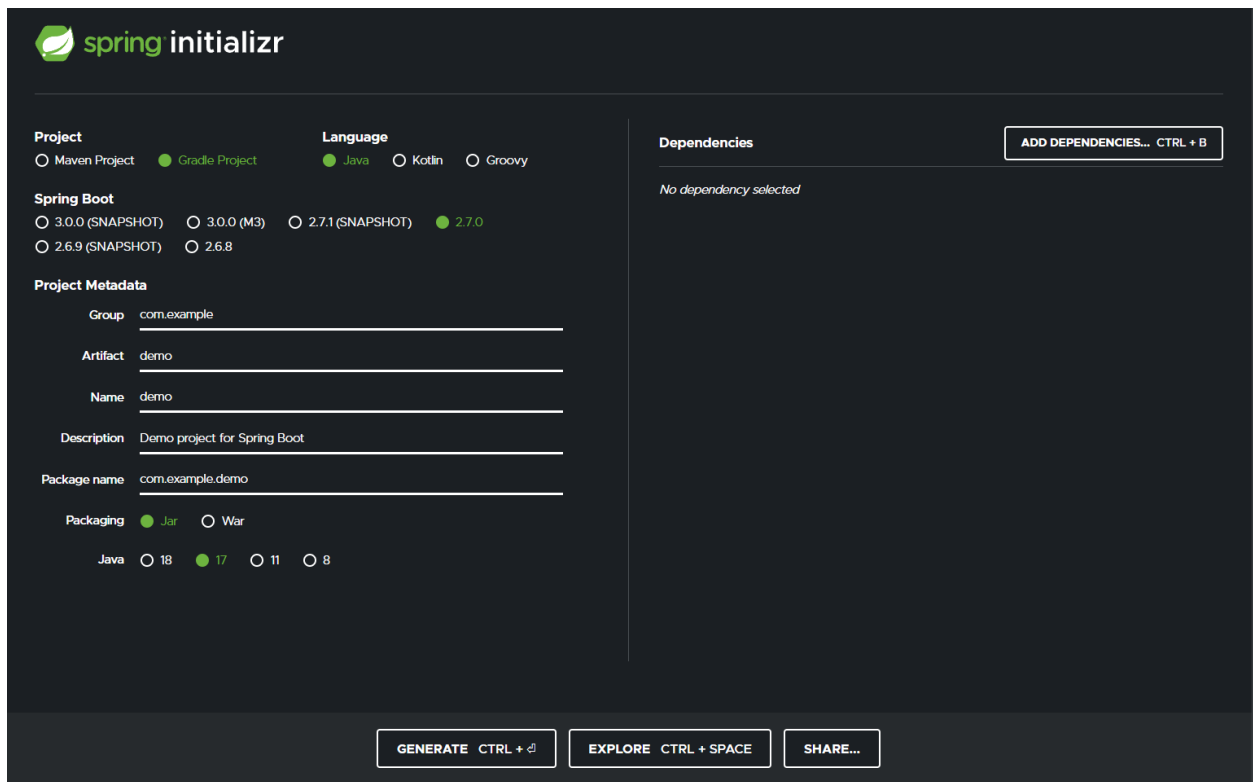 spring initializr
Project
Maven Project Gradle Project
Language
Java Kotlin Groovy
Spring Boot
3.0.0 (SNAPSHOT) 3.0.0 (M3) 2.7.1 (SNAPSHOT) 2.7.0
2.6.9 (SNAPSHOT) 2.6.8
Project Metadata
Group com.example
Artifact demo
Name demo
Description Demo project for Spring Boot
Package name com.example.demo
Packaging Jar War
Java 18 17 11 8
Dependencies
ADD DEPENDENCIES... CTRL + B
No dependency selected
GENERATE CTRL + ⏎
EXPLORE CTRL + SPACE
SHARE...